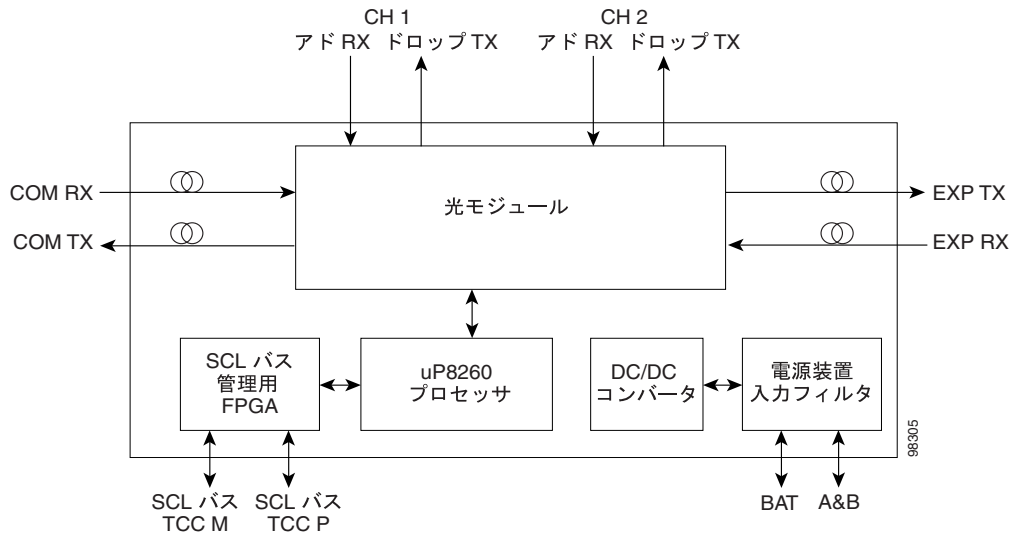 CH 1
アド RX ドロップ TX
CH 2
アド RX ドロップ TX
COM RX
COM TX
光モジュール
EXP TX
EXP RX
SCL バス
管理用
FPGA
uP8260
プロセッサ
DC/DC
コンバータ
電源装置
入力フィルタ
98305
SCL バス
TCC M
SCL バス
TCC P
BAT
A&B